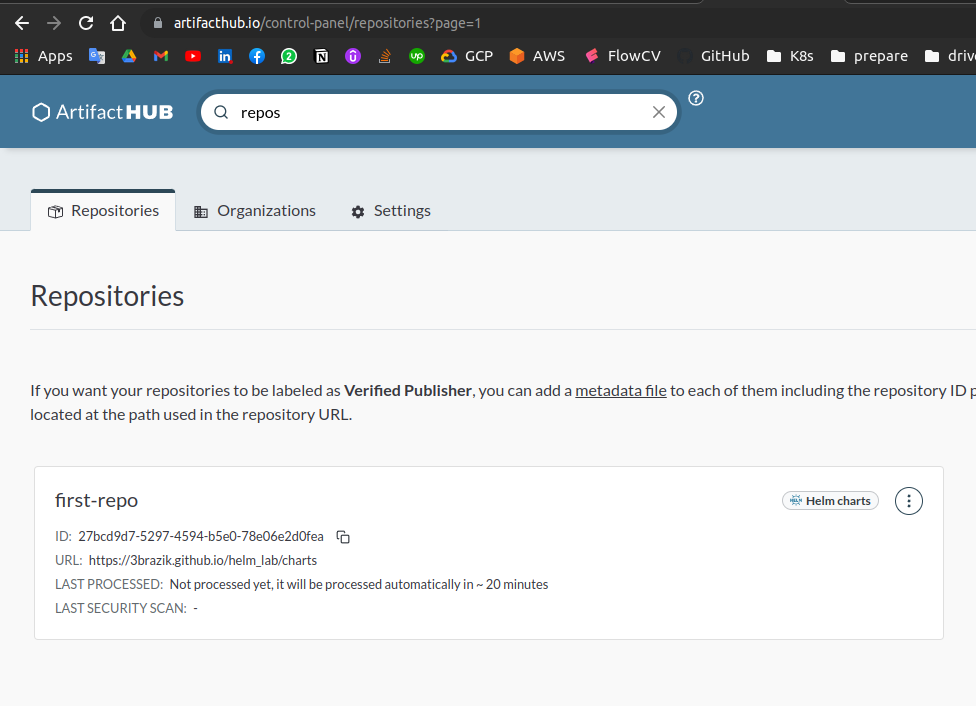 artifacthub.io/control-panel/repositories?page=1
Apps GCP AWS FlowCV GitHub K8s prepare driv
ArtifactHUB repos
Repositories Organizations Settings
Repositories
If you want your repositories to be labeled as Verified Publisher, you can add a metadata file to each of them including the repository ID p
located at the path used in the repository URL.
first-repo HELM Helm charts
ID: 27bcd9d7-5297-4594-b5e0-78e06e2d0fea
URL: https://3brazik.github.io/helm_lab/charts
LAST PROCESSED: Not processed yet, it will be processed automatically in ~ 20 minutes
LAST SECURITY SCAN: -